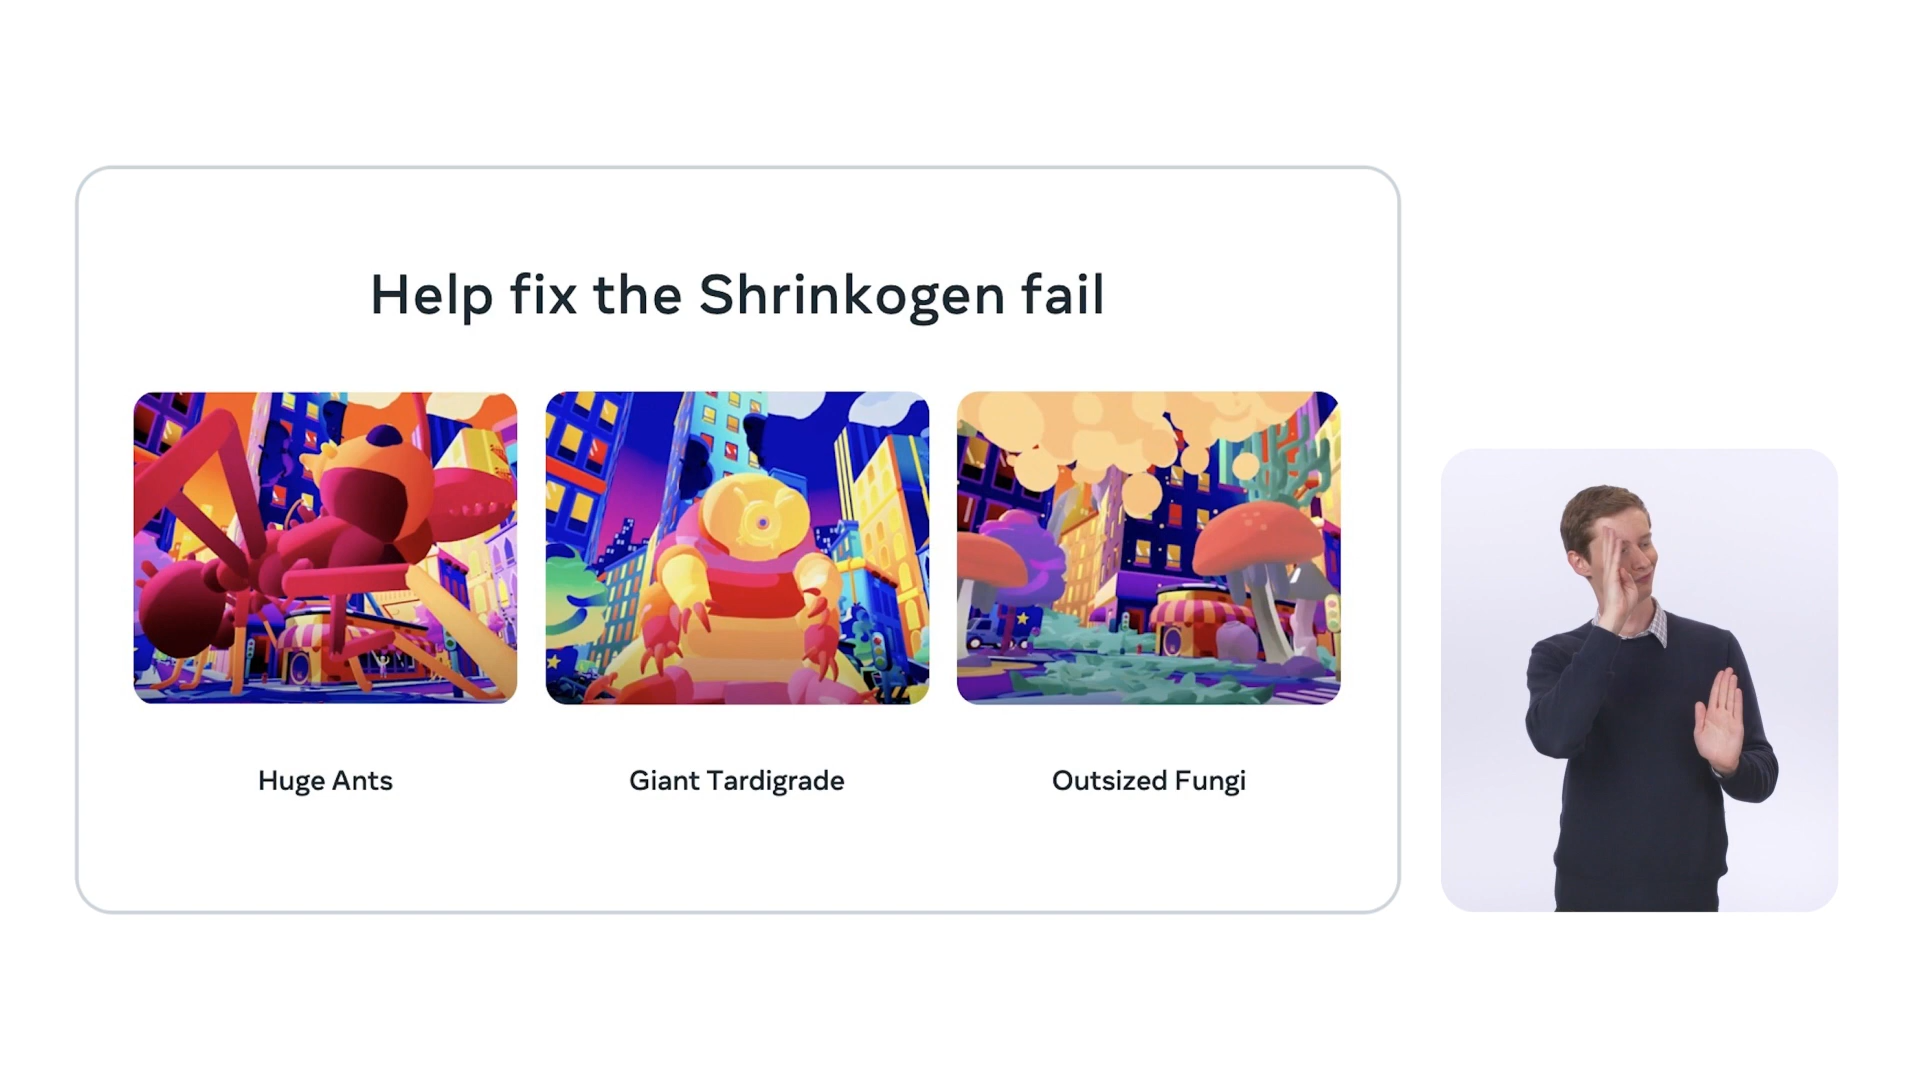 Help fix the Shrinkogen fail
Huge Ants
Giant Tardigrade
Outsized Fungi